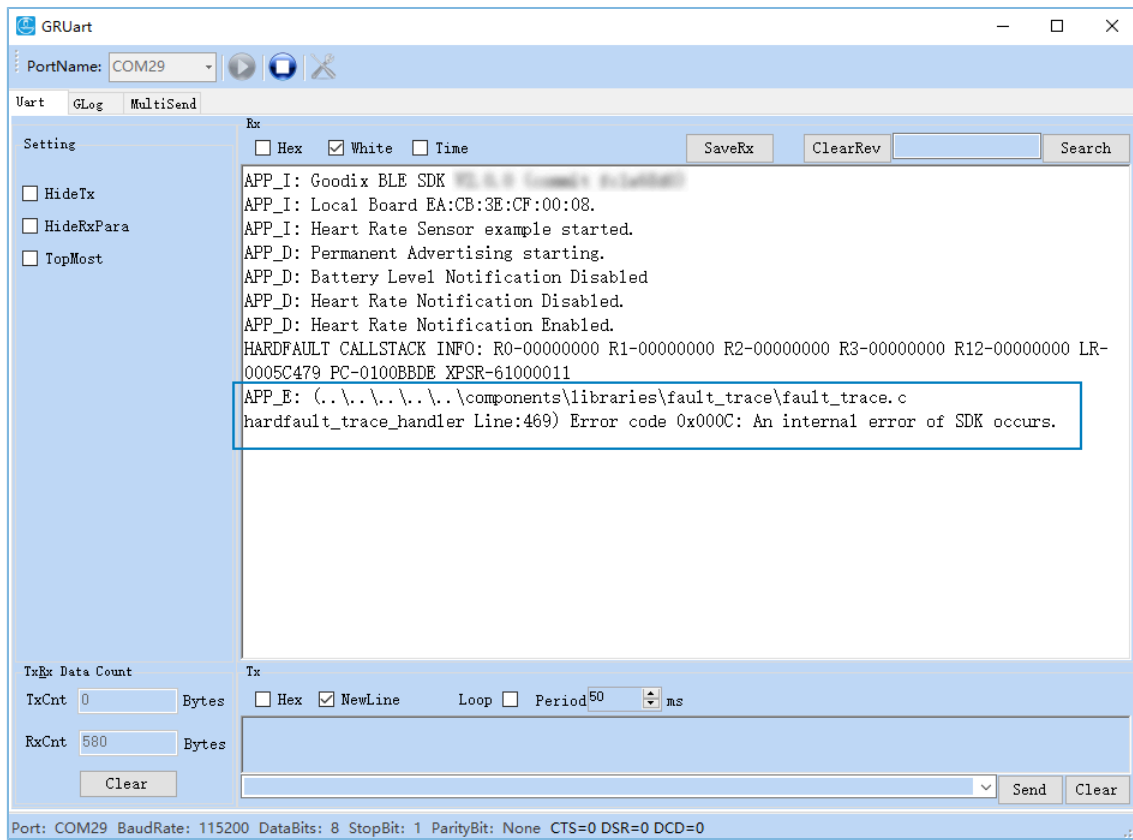 GRUart
PortName: COM29
Uart GLog MultiSend
Setting
HideTx
HideRxPara
TopMost
Rx
Hex White Time SaveRx ClearRev Search
APP_I: Goodix BLE SDK
APP_I: Local Board EA:CB:3E:CF:00:08.
APP_I: Heart Rate Sensor example started.
APP_D: Permanent Advertising starting.
APP_D: Battery Level Notification Disabled
APP_D: Heart Rate Notification Disabled.
APP_D: Heart Rate Notification Enabled.
HARDFAULT CALLSTACK INFO: R0-00000000 R1-00000000 R2-00000000 R3-00000000 R12-00000000 LR-
0005C479 PC-0100BBDE XPSR-61000011
APP_E: (..\..\..\..\..\components\libraries\fault_trace\fault_trace.c
hardfault_trace_handler Line:469) Error code 0X000C: An internal error of SDK occurs.
TxRx Data Count
TxCnt 0 Bytes
RxCnt 580 Bytes
Clear
Tx
Hex NewLine Loop Period 50 ms
Send Clear
Port: COM29 BaudRate: 115200 DataBits: 8 StopBit: 1 ParityBit: None CTS=0 DSR=0 DCD=0